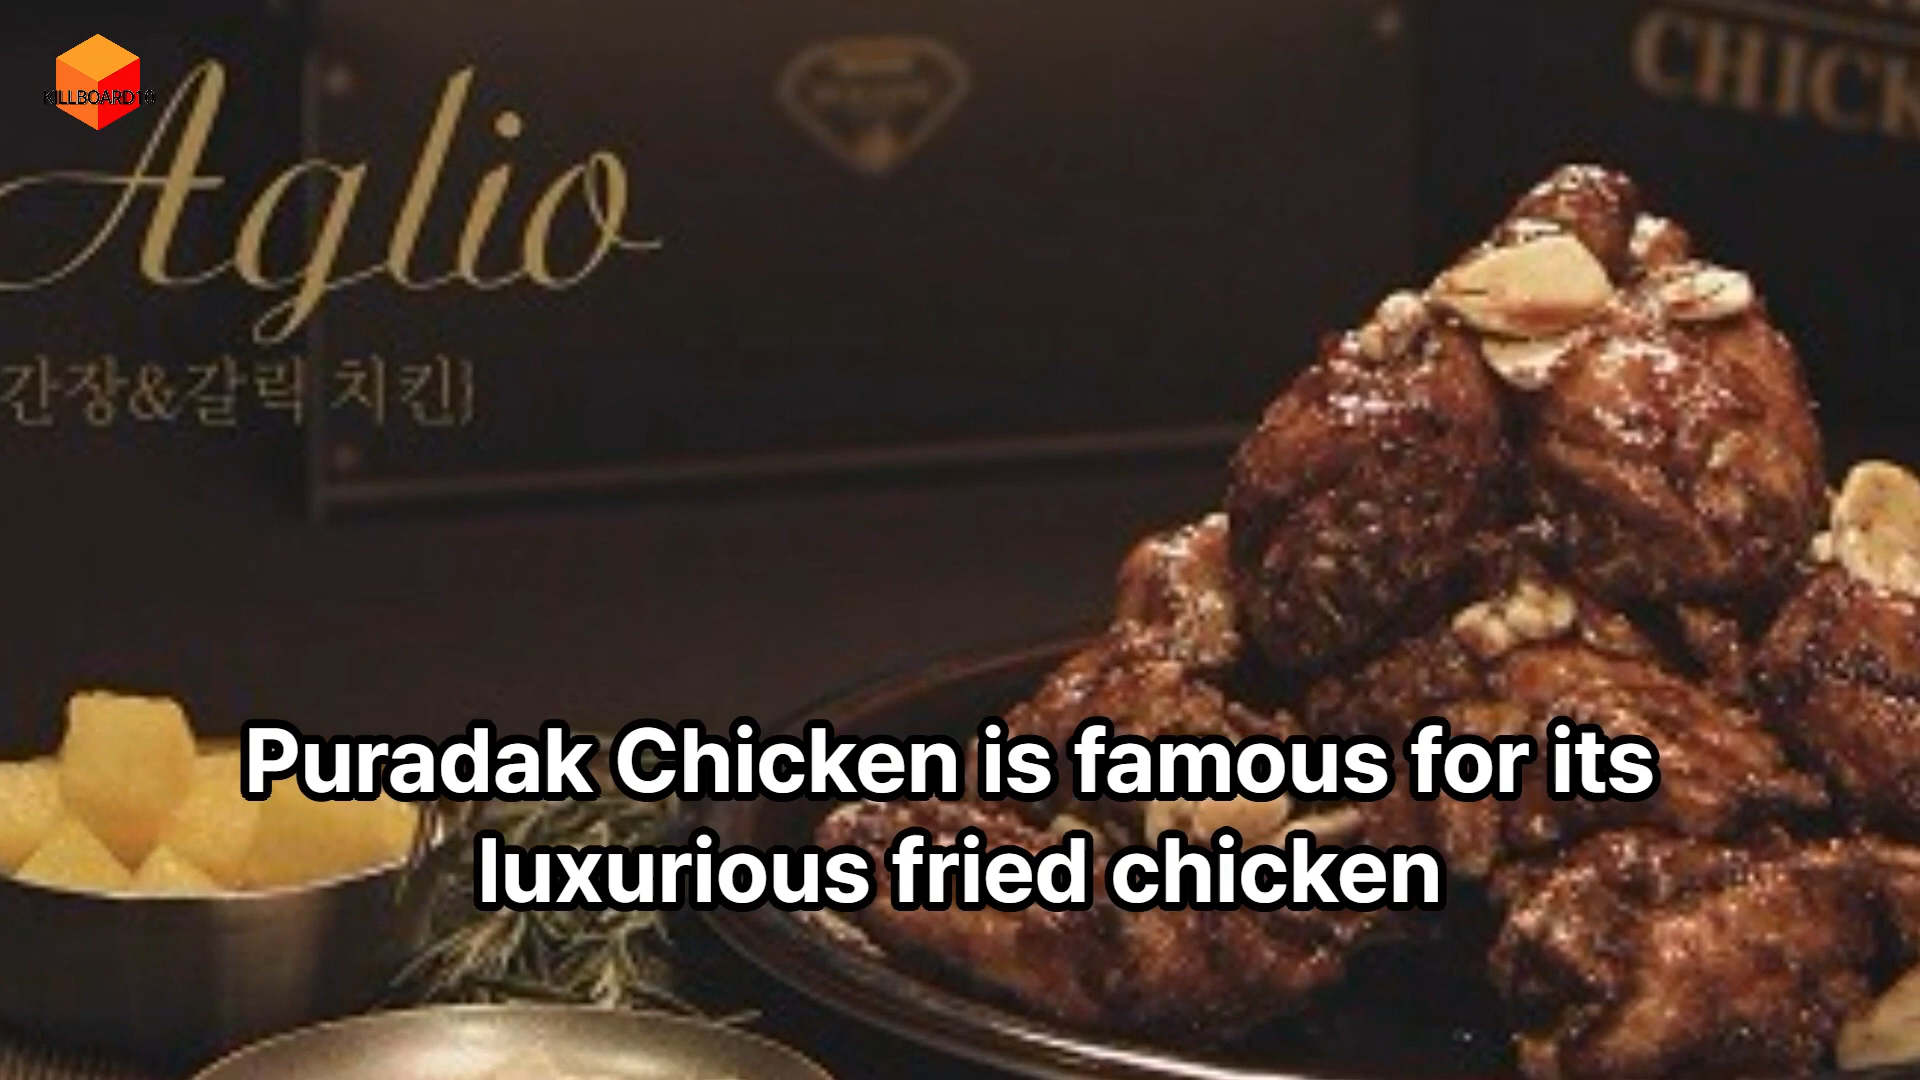 KILLBOARD10
Aglio
간장&갈릭 치킨}
CHICK
Puradak Chicken is famous for its
luxurious fried chicken